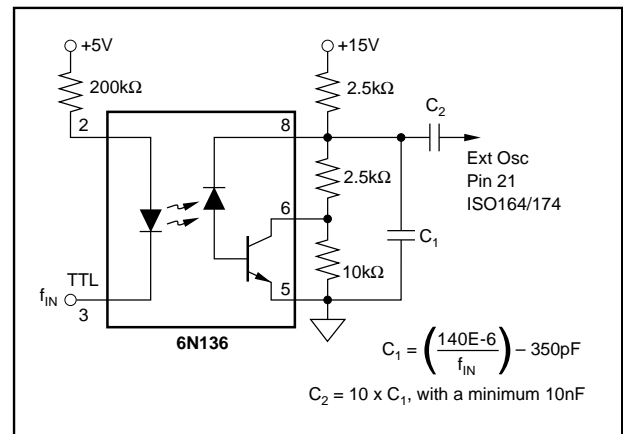 +5V
+15V
200kΩ
2.5kΩ
C2
2
8
Ext Osc
Pin 21
ISO164/174
2.5kΩ
6
C1
10kΩ
TTL
fIN
3
5
6N136
C1 = (140E-6 / fIN) – 350pF
C2 = 10 x C1, with a minimum 10nF